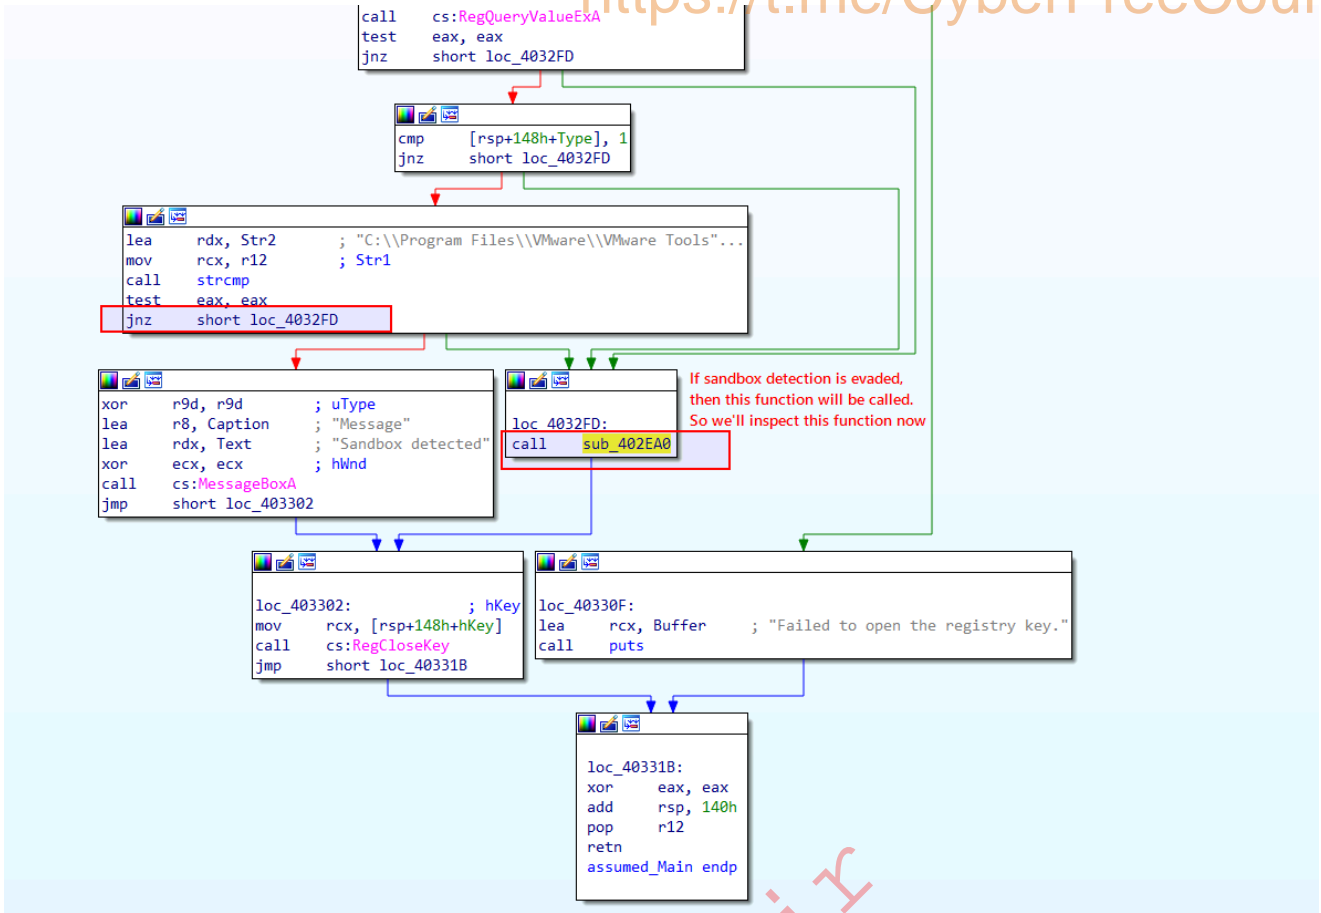 https://t.me/CyberFreeCour
call cs:RegQueryValueExA
test eax, eax
jnz short loc_4032FD
cmp [rsp+148h+Type], 1
jnz short loc_4032FD
lea rdx, Str2 ; "C:\\Program Files\\VMware\\VMware Tools"...
mov rcx, r12 ; Str1
call strcmp
test eax, eax
jnz short loc_4032FD
xor r9d, r9d ; uType
lea r8, Caption ; "Message"
lea rdx, Text ; "Sandbox detected"
xor ecx, ecx ; hWnd
call cs:MessageBoxA
jmp short loc_403302
loc_4032FD:
call sub_402EA0
If sandbox detection is evaded,
then this function will be called.
So we'll inspect this function now
loc_403302: ; hKey
mov rcx, [rsp+148h+hKey]
call cs:RegCloseKey
jmp short loc_40331B
loc_40330F:
lea rcx, Buffer ; "Failed to open the registry key."
call puts
loc_40331B:
xor eax, eax
add rsp, 140h
pop r12
retn
assumed_Main endp
ir